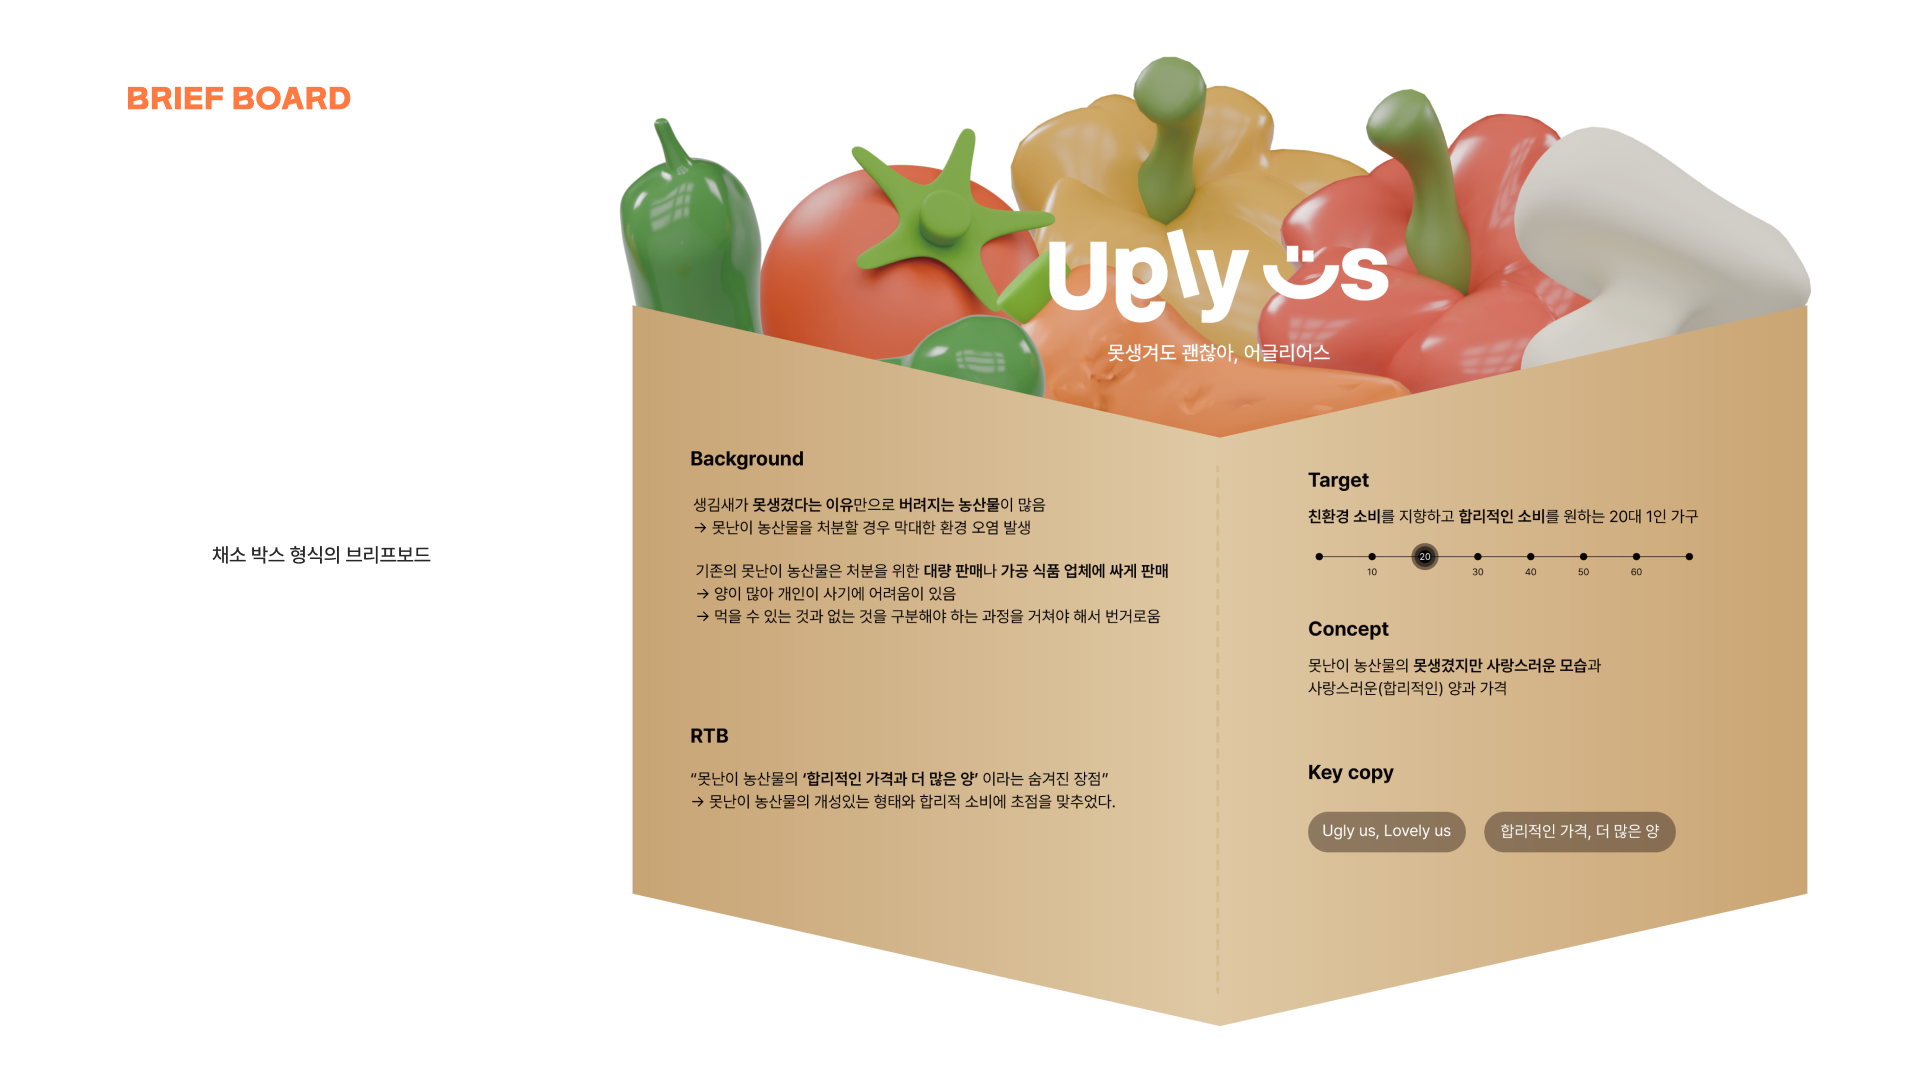 BRIEF BOARD
채소 박스 형식의 브리프보드
Ugly us
못생겨도 괜찮아, 어글리어스
Background
생김새가 못생겼다는 이유만으로 버려지는 농산물이 많음
→ 못난이 농산물을 처분할 경우 막대한 환경 오염 발생
기존의 못난이 농산물은 처분을 위한 대량 판매나 가공 식품 업체에 싸게 판매
→ 양이 많아 개인이 사기에 어려움이 있음
→ 먹을 수 있는 것과 없는 것을 구분해야 하는 과정을 거쳐야 해서 번거로움
RTB
“못난이 농산물의 ‘합리적인 가격과 더 많은 양’ 이라는 숨겨진 장점”
→ 못난이 농산물의 개성있는 형태와 합리적 소비에 초점을 맞추었다.
Target
친환경 소비를 지향하고 합리적인 소비를 원하는 20대 1인 가구
10 20 30 40 50 60
Concept
못난이 농산물의 못생겼지만 사랑스러운 모습과
사랑스러운(합리적인) 양과 가격
Key copy
Ugly us, Lovely us
합리적인 가격, 더 많은 양